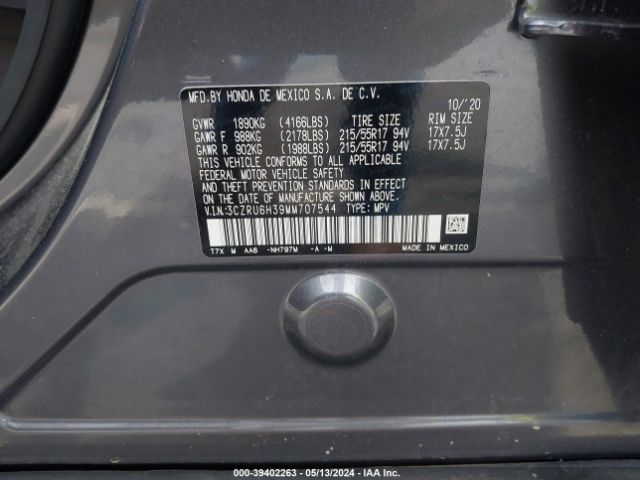 MFD.BY HONDA DE MEXICO S.A. DE C.V.
10/'20
GVWR 1890KG (4166LBS) TIRE SIZE RIM SIZE
GAWR F 988KG (2178LBS) 215/55R17 94V 17X7.5J
GAWR R 902KG (1988LBS) 215/55R17 94V 17X7.5J
THIS VEHICLE CONFORMS TO ALL APPLICABLE
FEDERAL MOTOR VEHICLE SAFETY AND
THEFT PREVENTION STANDARDS IN EFFECT
ON THE DATE OF MANUFACTURE SHOWN ABOVE.
V.I.N:3CZRU6H39MM707544 TYPE: MPV
T7X M AAB -NH797M -A -M MADE IN MEXICO
000-39402263 - 05/13/2024 - IAA Inc.